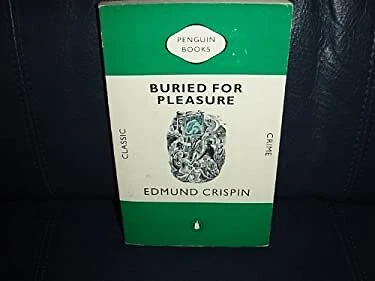 PENGUIN
BOOKS
BURIED FOR
PLEASURE
CLASSIC
CRIME
EDMUND CRISPIN